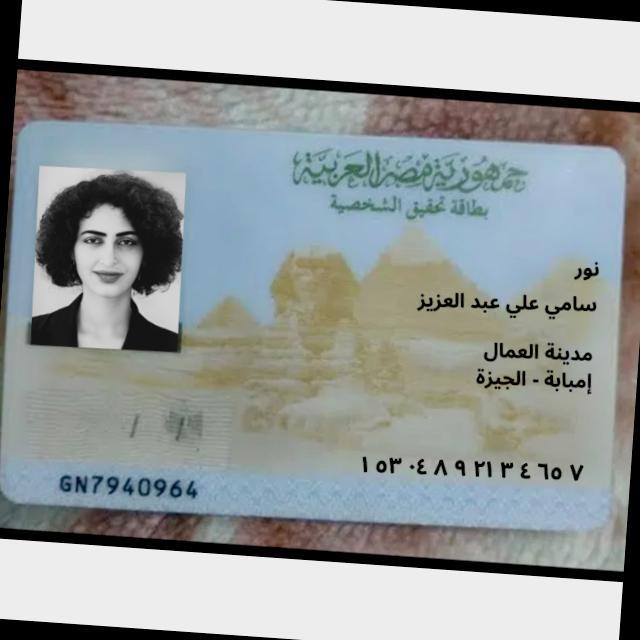 جمهورية مصر العربية
بطاقة تحقيق الشخصية
نور
سامي علي عبد العزيز
مدينة العمال
إمبابة - الجيزة
١٥٣٠٤٨٩٢١٣٤٦٥٧
GN7940964